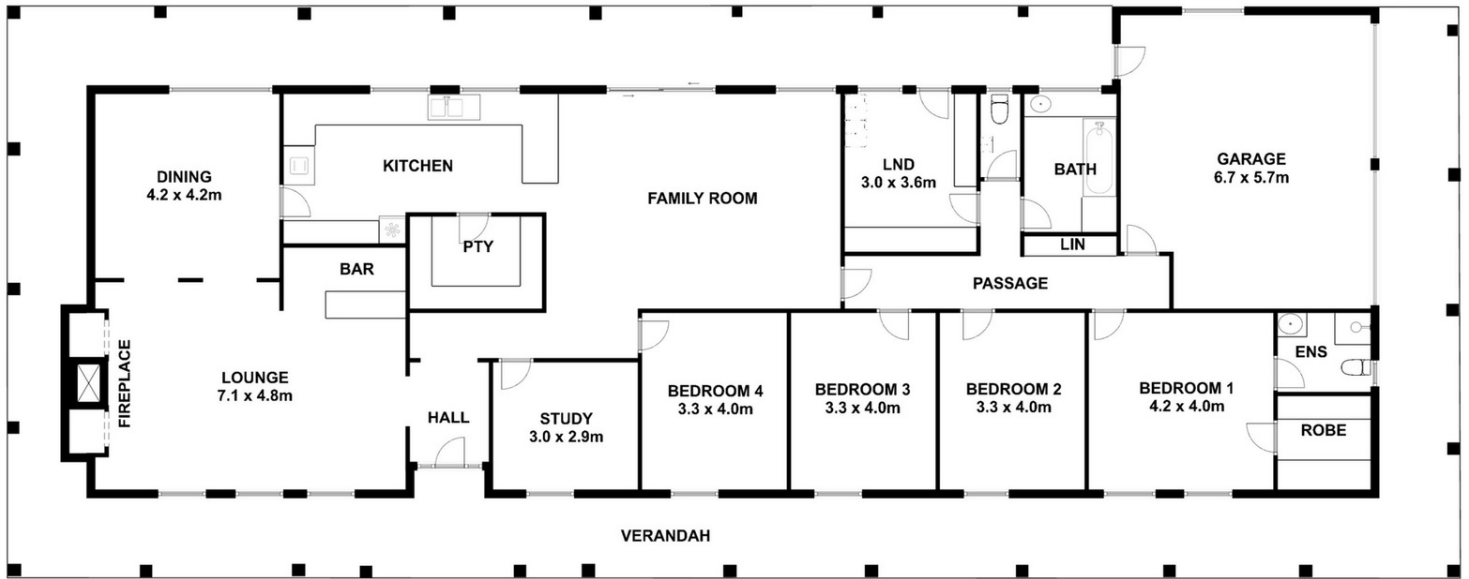 DINING
4.2 x 4.2m
KITCHEN
FAMILY ROOM
LND
3.0 x 3.6m
BATH
GARAGE
6.7 x 5.7m
PTY
LIN
BAR
PASSAGE
FIREPLACE
LOUNGE
7.1 x 4.8m
HALL
STUDY
3.0 x 2.9m
BEDROOM 4
3.3 x 4.0m
BEDROOM 3
3.3 x 4.0m
BEDROOM 2
3.3 x 4.0m
BEDROOM 1
4.2 x 4.0m
ENS
ROBE
VERANDAH